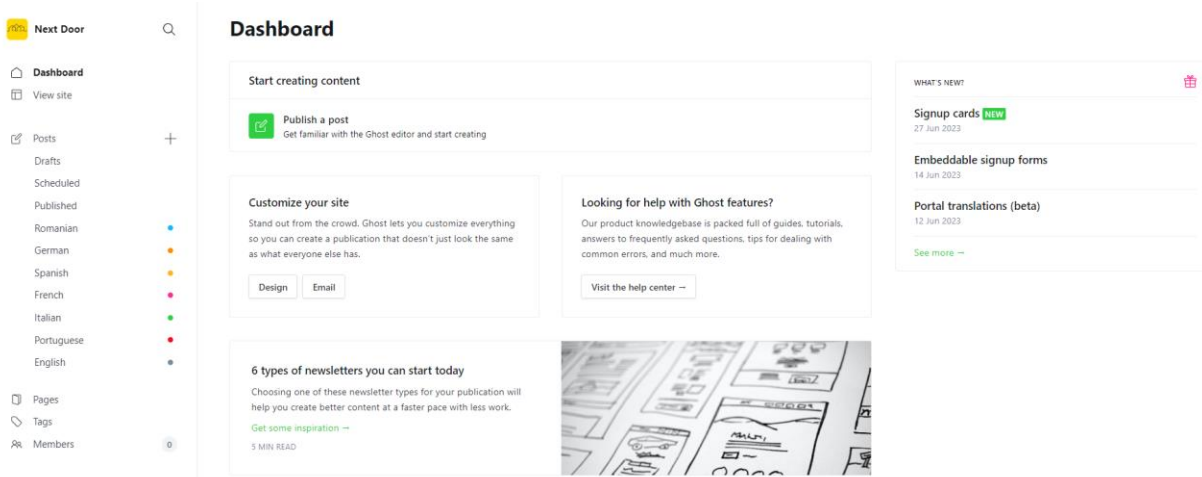 Next Door
Dashboard
View site
Posts
Drafts
Scheduled
Published
Romanian
German
Spanish
French
Italian
Portuguese
English
Pages
Tags
Members
0
Dashboard
Start creating content
Publish a post
Get familiar with the Ghost editor and start creating
Customize your site
Stand out from the crowd. Ghost lets you customize everything
so you can create a publication that doesn't just look the same
as what everyone else has.
Design
Email
Looking for help with Ghost features?
Our product knowledgebase is packed full of guides, tutorials,
answers to frequently asked questions, tips for dealing with
common errors, and much more.
Visit the help center →
6 types of newsletters you can start today
Choosing one of these newsletter types for your publication will
help you create better content at a faster pace with less work.
Get some inspiration →
5 MIN READ
WHAT'S NEW?
Signup cards NEW
27 Jun 2023
Embeddable signup forms
14 Jun 2023
Portal translations (beta)
12 Jun 2023
See more →